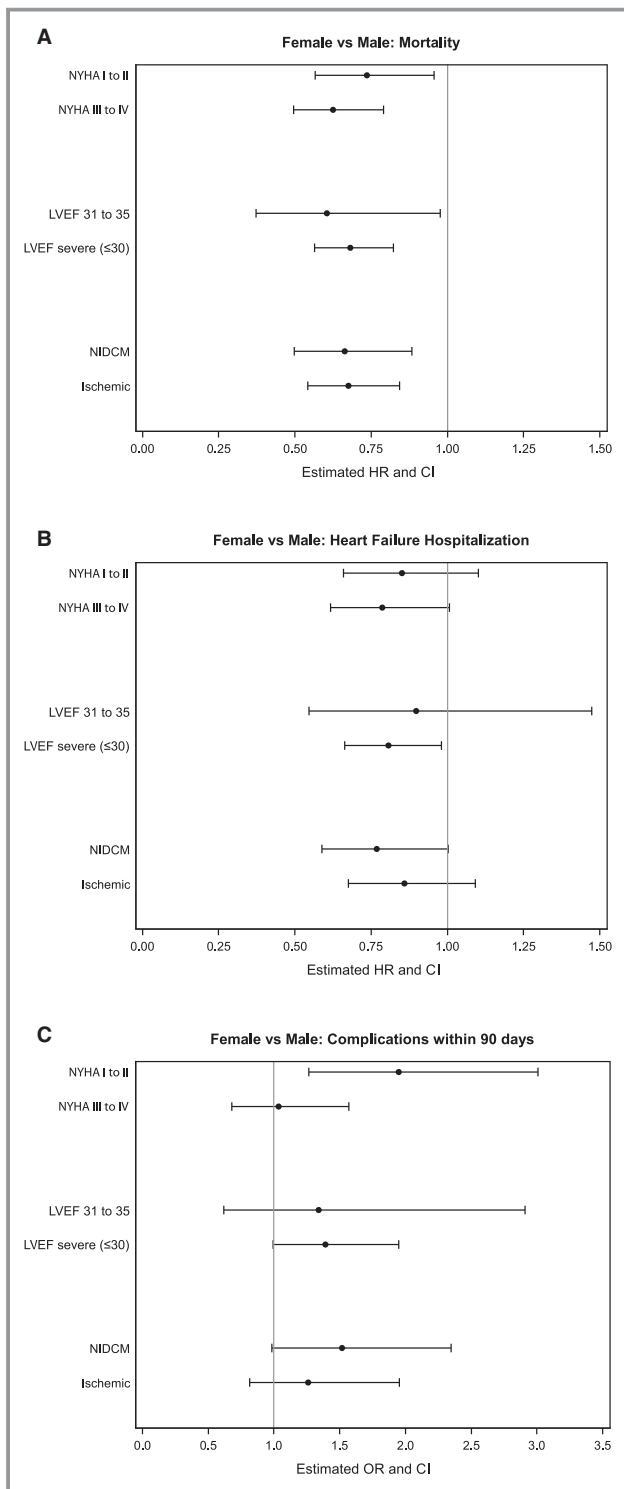 A
Female vs Male: Mortality
NYHA I to II
NYHA III to IV
LVEF 31 to 35
LVEF severe (≤30)
NIDCM
Ischemic
0.00 0.25 0.50 0.75 1.00 1.25 1.50
Estimated HR and CI
B
Female vs Male: Heart Failure Hospitalization
NYHA I to II
NYHA III to IV
LVEF 31 to 35
LVEF severe (≤30)
NIDCM
Ischemic
0.00 0.25 0.50 0.75 1.00 1.25 1.50
Estimated HR and CI
C
Female vs Male: Complications within 90 days
NYHA I to II
NYHA III to IV
LVEF 31 to 35
LVEF severe (≤30)
NIDCM
Ischemic
0.0 0.5 1.0 1.5 2.0 2.5 3.0 3.5
Estimated OR and CI